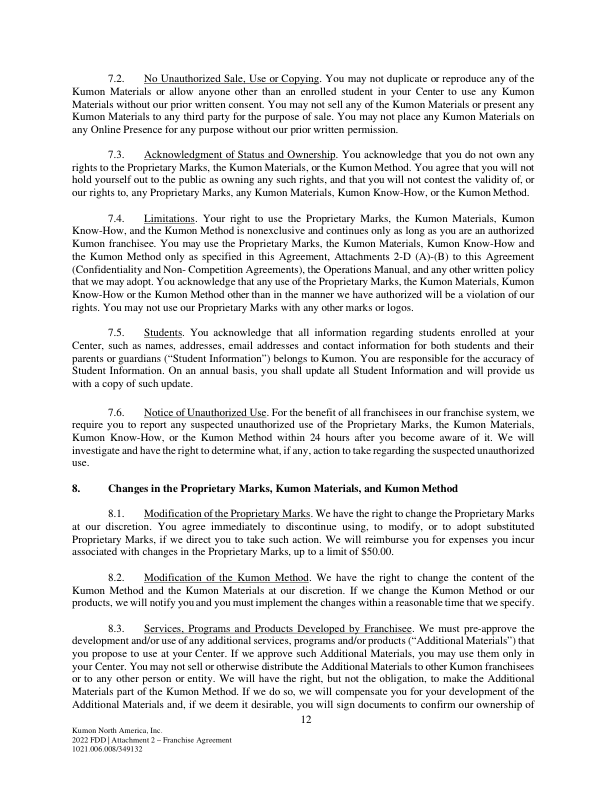 7.2. No Unauthorized Sale, Use or Copying. You may not duplicate or reproduce any of the
Kumon Materials or allow anyone other than an enrolled student in your Center to use any Kumon
Materials without our prior written consent. You may not sell any of the Kumon Materials or present any
Kumon Materials to any third party for the purpose of sale. You may not place any Kumon Materials on
any Online Presence for any purpose without our prior written permission.
7.3. Acknowledgment of Status and Ownership. You acknowledge that you do not own any
rights to the Proprietary Marks, the Kumon Materials, or the Kumon Method. You agree that you will not
hold yourself out to the public as owning any such rights, and that you will not contest the validity of, or
our rights to, any Proprietary Marks, any Kumon Materials, Kumon Know-How, or the Kumon Method.
7.4. Limitations. Your right to use the Proprietary Marks, the Kumon Materials, Kumon
Know-How, and the Kumon Method is nonexclusive and continues only as long as you are an authorized
Kumon franchisee. You may use the Proprietary Marks, the Kumon Materials, Kumon Know-How and
the Kumon Method only as specified in this Agreement, Attachments 2-D (A)-(B) to this Agreement
(Confidentiality and Non- Competition Agreements), the Operations Manual, and any other written policy
that we may adopt. You acknowledge that any use of the Proprietary Marks, the Kumon Materials, Kumon
Know-How or the Kumon Method other than in the manner we have authorized will be a violation of our
rights. You may not use our Proprietary Marks with any other marks or logos.
7.5. Students. You acknowledge that all information regarding students enrolled at your
Center, such as names, addresses, email addresses and contact information for both students and their
parents or guardians (“Student Information”) belongs to Kumon. You are responsible for the accuracy of
Student Information. On an annual basis, you shall update all Student Information and will provide us
with a copy of such update.
7.6. Notice of Unauthorized Use. For the benefit of all franchisees in our franchise system, we
require you to report any suspected unauthorized use of the Proprietary Marks, the Kumon Materials,
Kumon Know-How, or the Kumon Method within 24 hours after you become aware of it. We will
investigate and have the right to determine what, if any, action to take regarding the suspected unauthorized
use.
8. Changes in the Proprietary Marks, Kumon Materials, and Kumon Method
8.1. Modification of the Proprietary Marks. We have the right to change the Proprietary Marks
at our discretion. You agree immediately to discontinue using, to modify, or to adopt substituted
Proprietary Marks, if we direct you to take such action. We will reimburse you for expenses you incur
associated with changes in the Proprietary Marks, up to a limit of $50.00.
8.2. Modification of the Kumon Method. We have the right to change the content of the
Kumon Method and the Kumon Materials at our discretion. If we change the Kumon Method or our
products, we will notify you and you must implement the changes within a reasonable time that we specify.
8.3. Services, Programs and Products Developed by Franchisee. We must pre-approve the
development and/or use of any additional services, programs and/or products (“Additional Materials”) that
you propose to use at your Center. If we approve such Additional Materials, you may use them only in
your Center. You may not sell or otherwise distribute the Additional Materials to other Kumon franchisees
or to any other person or entity. We will have the right, but not the obligation, to make the Additional
Materials part of the Kumon Method. If we do so, we will compensate you for your development of the
Additional Materials and, if we deem it desirable, you will sign documents to confirm our ownership of
12
Kumon North America, Inc.
2022 FDD | Attachment 2 – Franchise Agreement
1021.006.008/349132